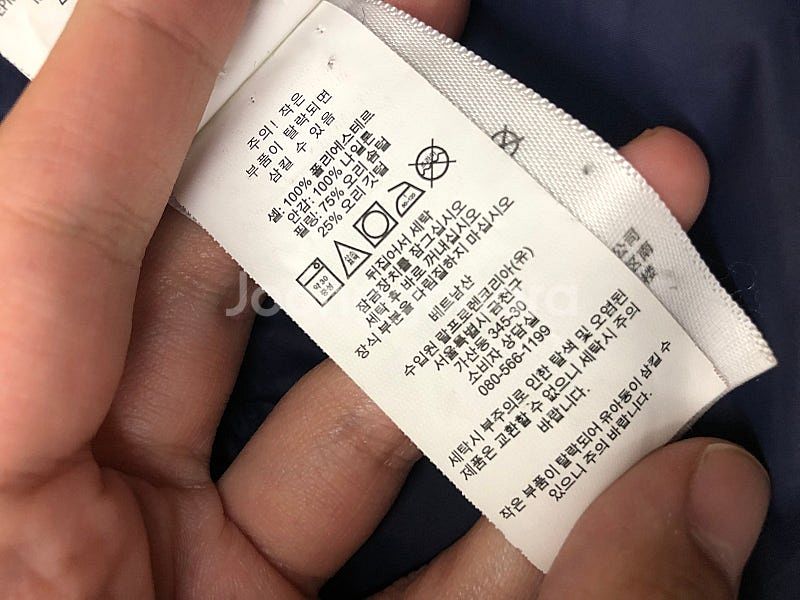 주의! 작은
부품이 탈락되면
삼킬 수 있음
셸: 100% 폴리에스테르
안감: 100% 나일론
필링: 75% 오리솜털
25% 오리깃털
약 30
중성
뒤집어서 세탁
잠금장치를 잠그십시오
세탁 후 바로 꺼내십시오
장식 부분을 다림질하지 마십시오
베트남산
수입원 랄프로렌코리아(유)
서울특별시 금천구
가산동 345-30
소비자 상담실
080-566-1199
세탁시 부주의로 인한 탈색 및 오염된
제품은 교환할 수 없으니 세탁시 주의
바랍니다.
작은 부품이 탈락되어 유아동이 삼킬 수
있으니 주의 바랍니다.